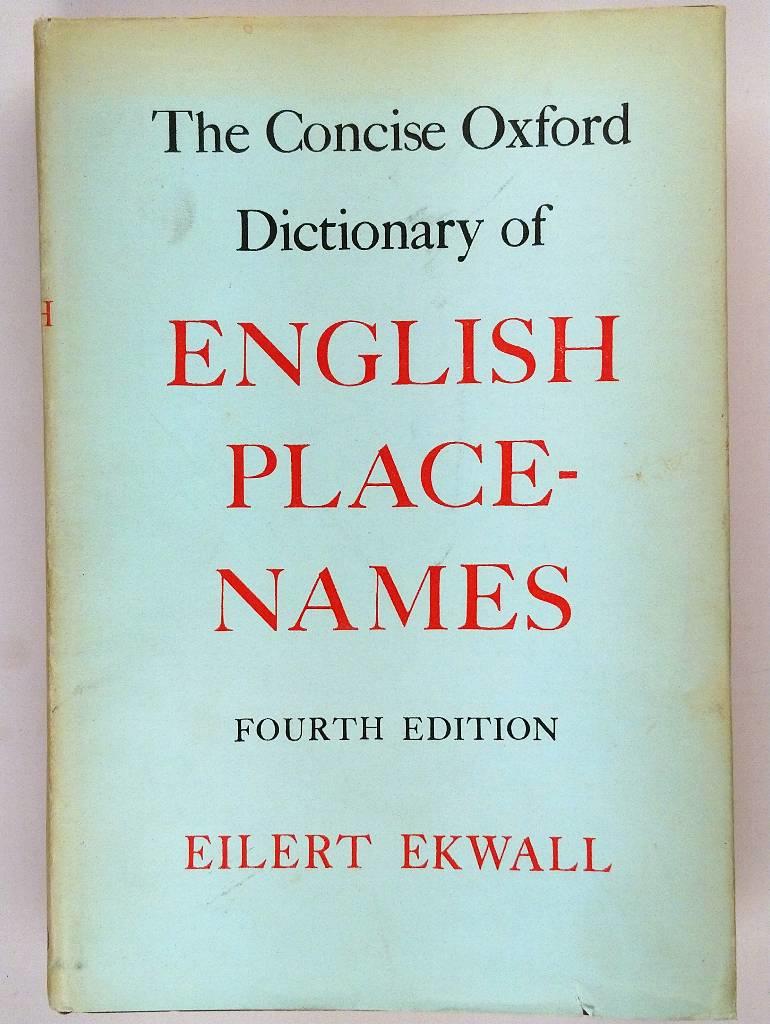 The Concise Oxford
Dictionary of
ENGLISH
PLACE-
NAMES
FOURTH EDITION
EILERT EKWALL
H